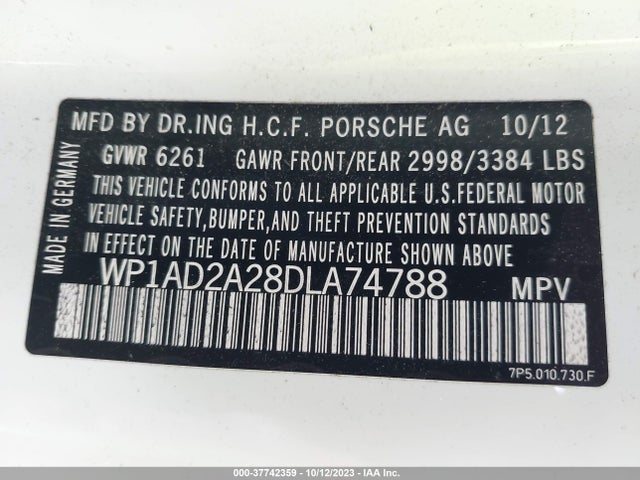 MFD BY DR.ING H.C.F. PORSCHE AG 10/12
GVWR 6261 GAWR FRONT/REAR 2998/3384 LBS
THIS VEHICLE CONFORMS TO ALL APPLICABLE U.S.FEDERAL MOTOR
VEHICLE SAFETY,BUMPER,AND THEFT PREVENTION STANDARDS
IN EFFECT ON THE DATE OF MANUFACTURE SHOWN ABOVE
WP1AD2A28DLA74788 MPV
MADE IN GERMANY
7P5.010.730.F
Stock: 37742359 - 10/12/2023 - IAA Inc.